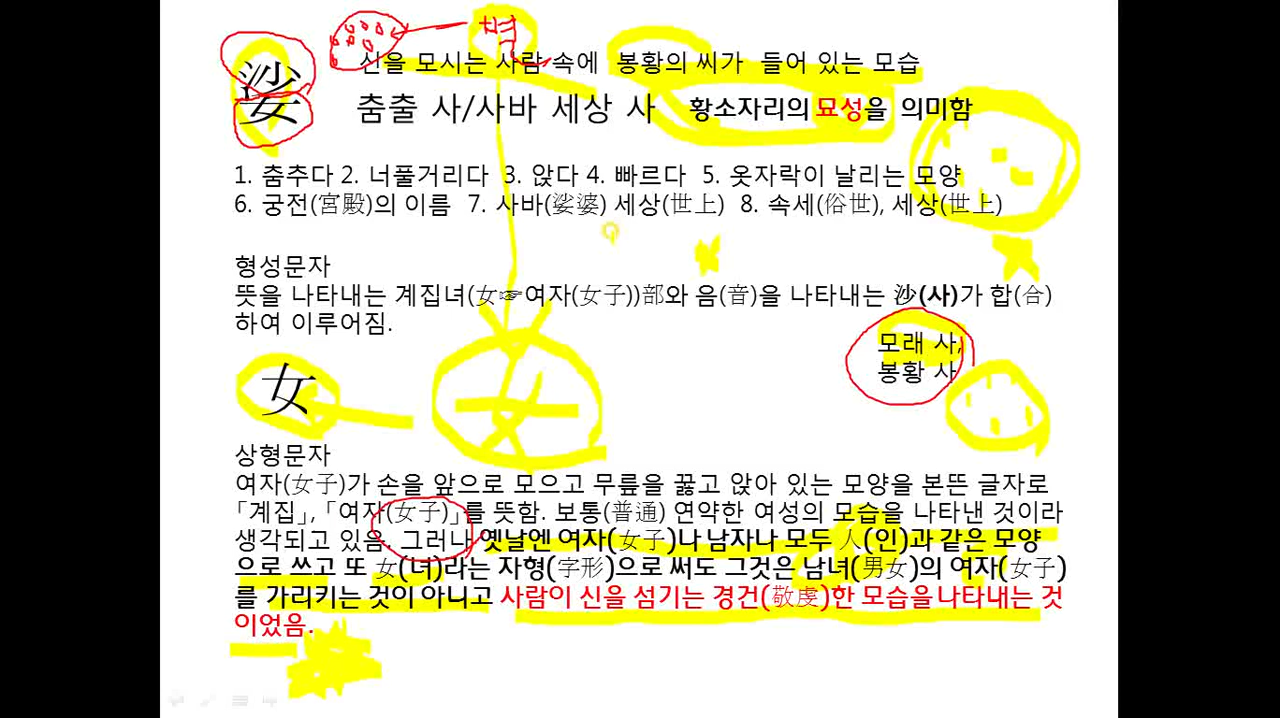 벽
신을 모시는 사람 속에 봉황의 씨가 들어 있는 모습
娑 춤출 사/사바 세상 사 황소자리의 묘성을 의미함
1. 춤추다 2. 너풀거리다 3. 앉다 4. 빠르다 5. 옷자락이 날리는 모양
6. 궁전(宮殿)의 이름 7. 사바(娑婆) 세상(世上) 8. 속세(俗世), 세상(世上)
형성문자
뜻을 나타내는 계집녀(女☞여자(女子))部와 음(音)을 나타내는 沙(사)가 합(合)
하여 이루어짐.
모래 사,
봉황 사
女
상형문자
여자(女子)가 손을 앞으로 모으고 무릎을 꿇고 앉아 있는 모양을 본뜬 글자로
「계집」, 「여자(女子)」를 뜻함. 보통(普通) 연약한 여성의 모습을 나타낸 것이라
생각되고 있음. 그러나 옛날엔 여자(女子)나 남자나 모두 人(인)과 같은 모양
으로 쓰고 또 女(녀)라는 자형(字形)으로 써도 그것은 남녀(男女)의 여자(女子)
를 가리키는 것이 아니고 사람이 신을 섬기는 경건(敬虔)한 모습을 나타내는 것
이었음.